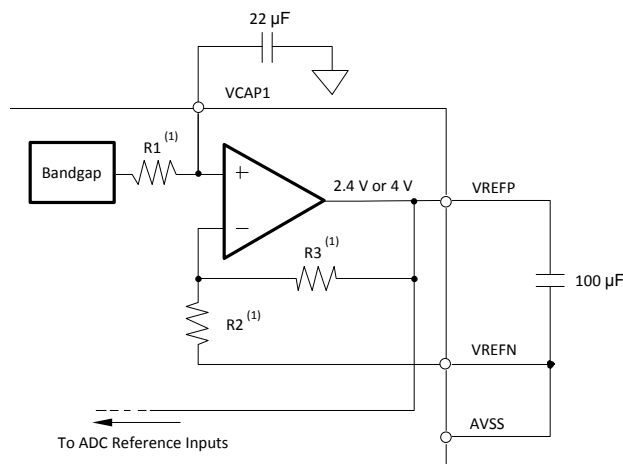 22 µF
VCAP1
R1 (1)
Bandgap
+
2.4 V or 4 V
VREFP
−
R3 (1)
100 µF
R2 (1)
VREFN
AVSS
To ADC Reference Inputs